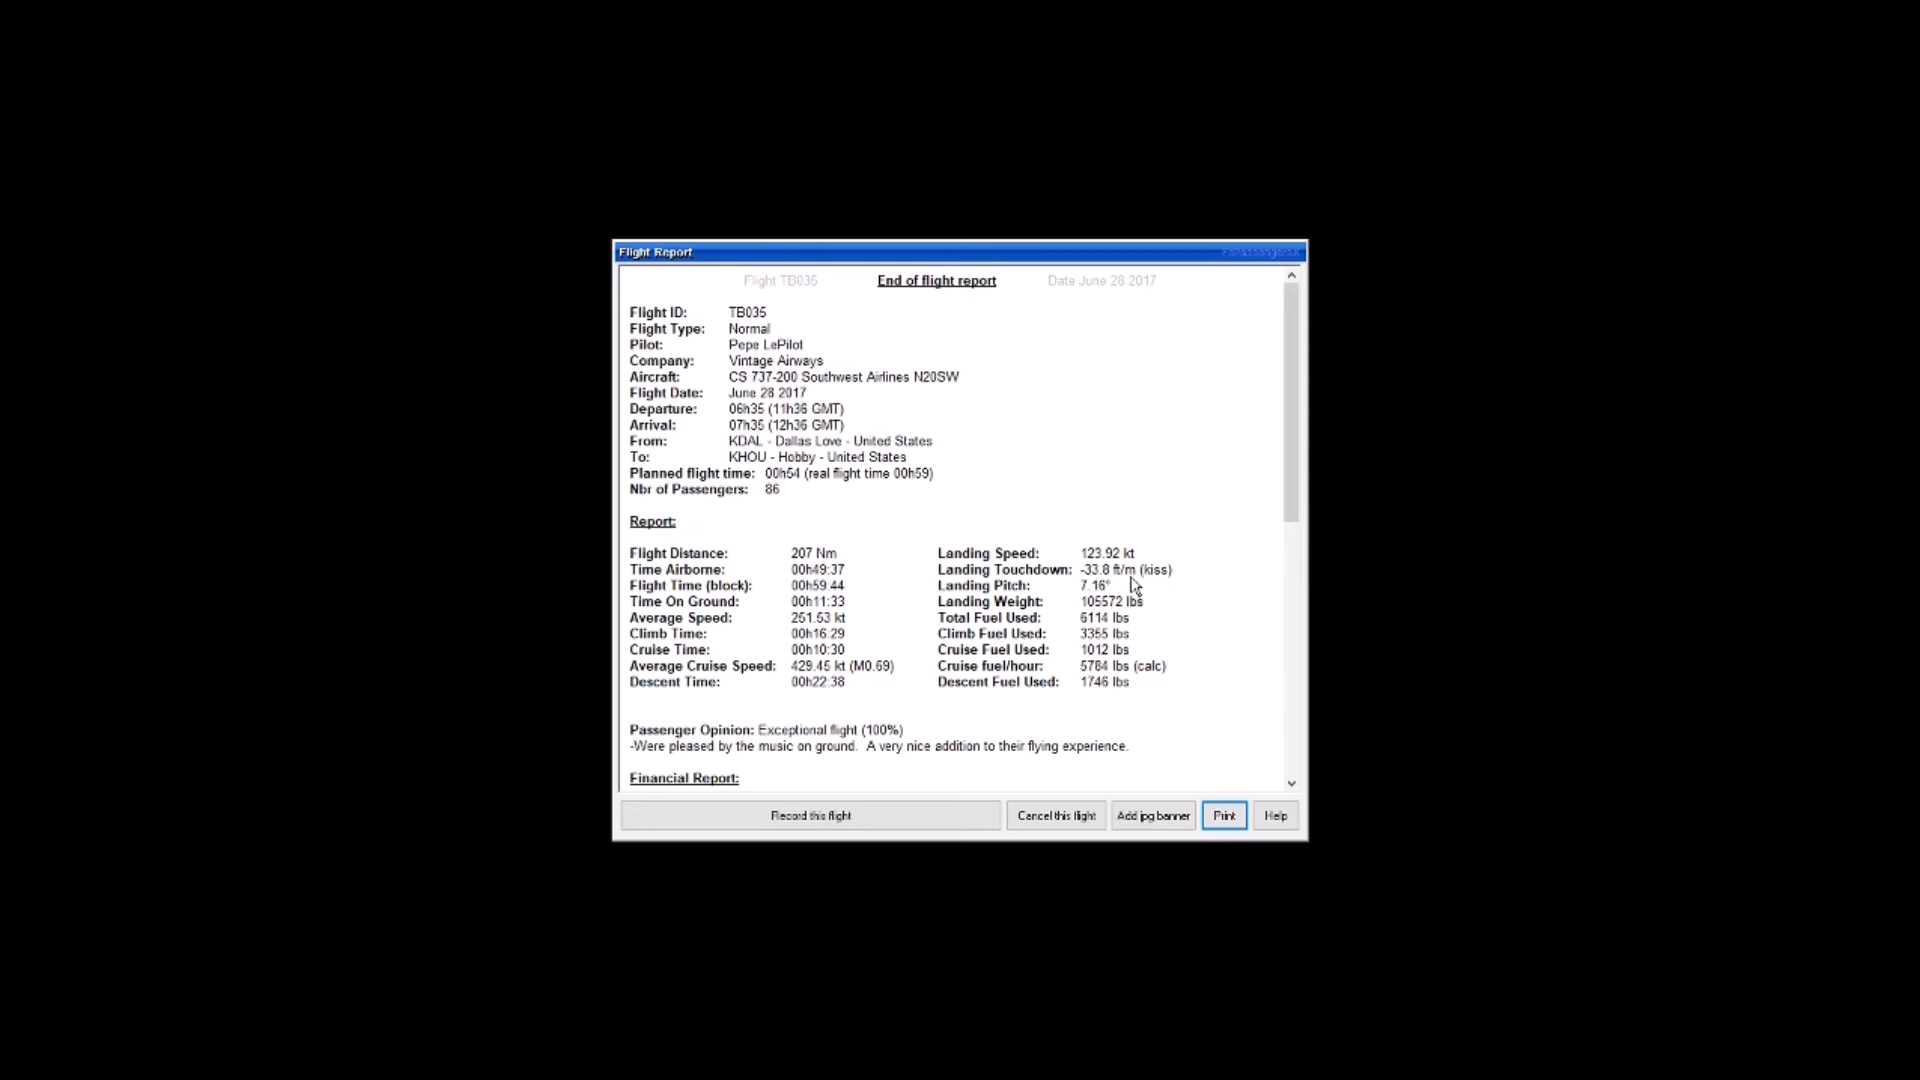 Flight Report FsPassengersX
Flight TB035 End of flight report Date June 28 2017
Flight ID: TB035
Flight Type: Normal
Pilot: Pepe LePilot
Company: Vintage Airways
Aircraft: CS 737-200 Southwest Airlines N20SW
Flight Date: June 28 2017
Departure: 06h35 (11h36 GMT)
Arrival: 07h35 (12h36 GMT)
From: KDAL - Dallas Love - United States
To: KHOU - Hobby - United States
Planned flight time: 00h54 (real flight time 00h59)
Nbr of Passengers: 86
Report:
Flight Distance: 207 Nm Landing Speed: 123.92 kt
Time Airborne: 00h49:37 Landing Touchdown: -33.8 ft/m (kiss)
Flight Time (block): 00h59:44 Landing Pitch: 7.16°
Time On Ground: 00h11:33 Landing Weight: 105572 lbs
Average Speed: 251.53 kt Total Fuel Used: 6114 lbs
Climb Time: 00h16:29 Climb Fuel Used: 3355 lbs
Cruise Time: 00h10:30 Cruise Fuel Used: 1012 lbs
Average Cruise Speed: 429.45 kt (M0.69) Cruise fuel/hour: 5784 lbs (calc)
Descent Time: 00h22:38 Descent Fuel Used: 1746 lbs
Passenger Opinion: Exceptional flight (100%)
-Were pleased by the music on ground. A very nice addition to their flying experience.
Financial Report:
Record this flight Cancel this flight Add jpg banner Print Help